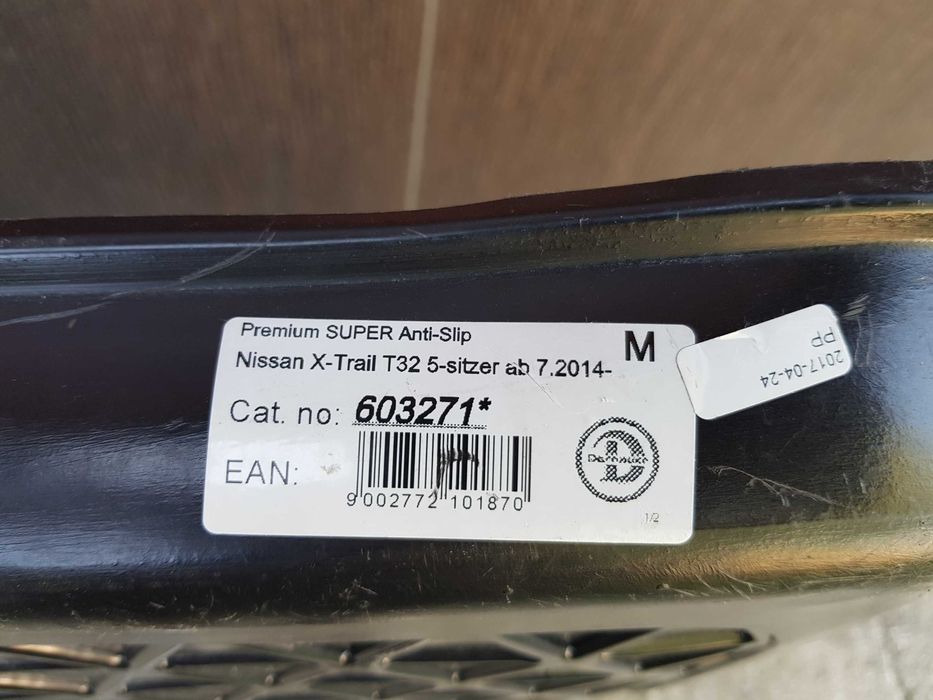 Premium SUPER Anti-Slip
M
Nissan X-Trail T32 5-sitzer ab 7.2014-
Cat. no: 603271*
EAN:
9 002772 101870
D
1/2
2017-04-24
PP